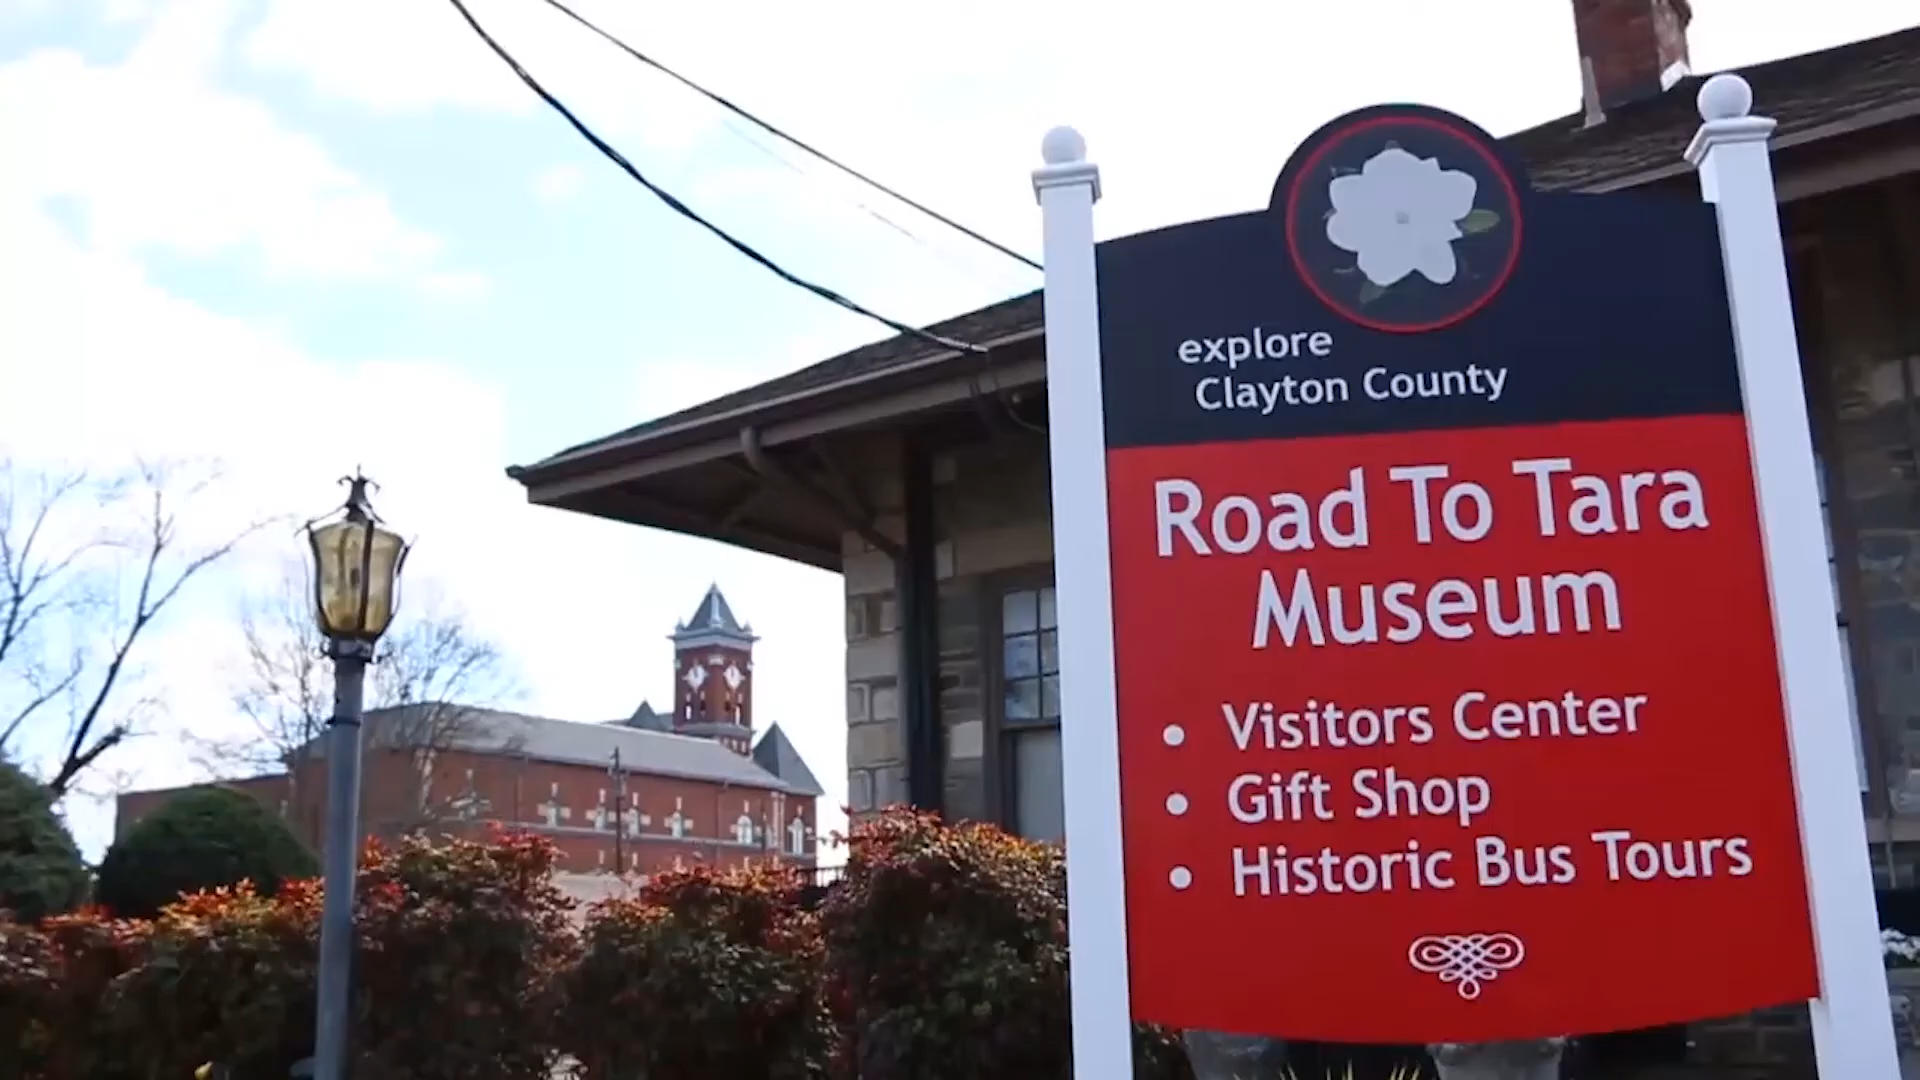 explore
Clayton County
Road To Tara
Museum
• Visitors Center
• Gift Shop
• Historic Bus Tours